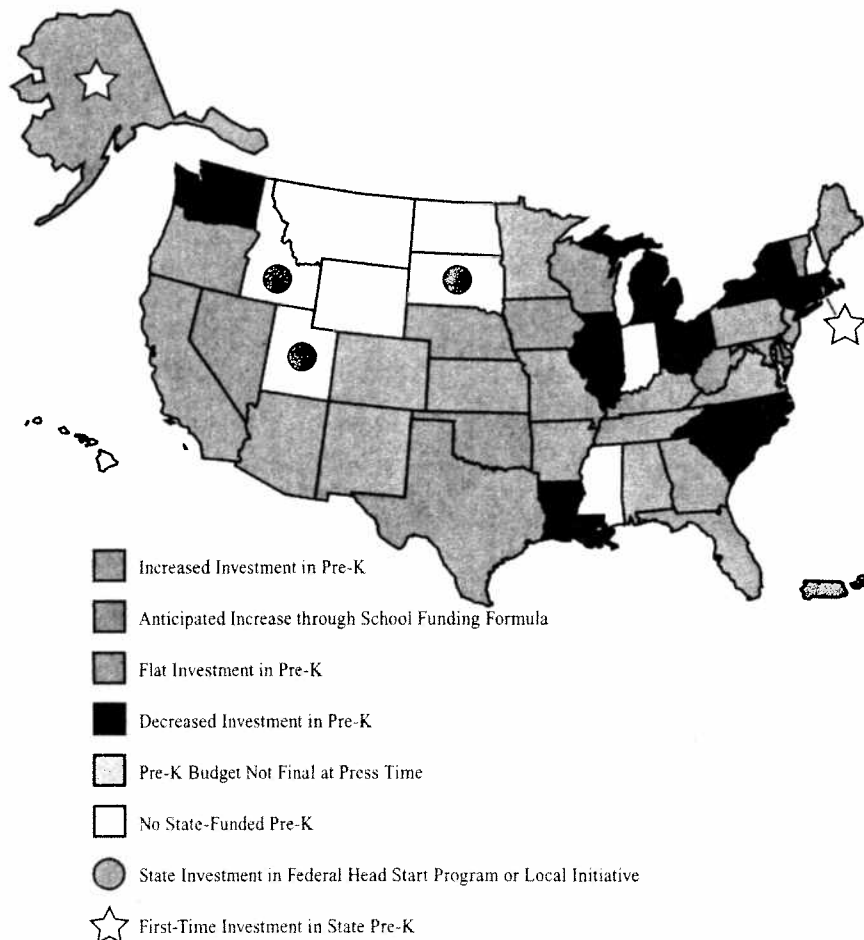 Increased Investment in Pre-K
Anticipated Increase through School Funding Formula
Flat Investment in Pre-K
Decreased Investment in Pre-K
Pre-K Budget Not Final at Press Time
No State-Funded Pre-K
State Investment in Federal Head Start Program or Local Initiative
First-Time Investment in State Pre-K